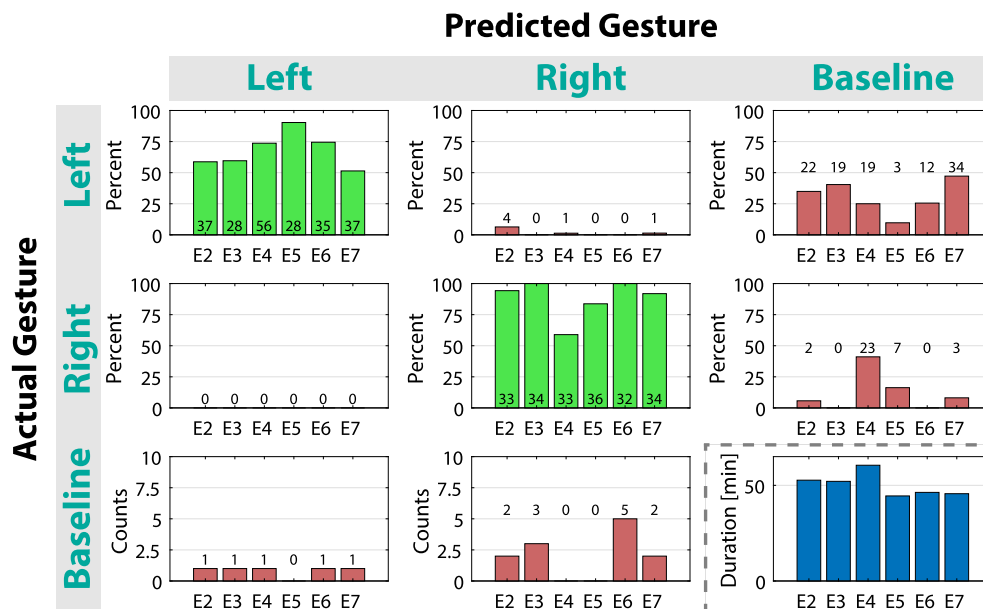 Predicted Gesture
Left Right Baseline
Actual Gesture
Left
Percent
100
75
50
25
0
37 28 56 28 35 37
E2 E3 E4 E5 E6 E7
Percent
100
75
50
25
0
4 0 1 0 0 1
E2 E3 E4 E5 E6 E7
Percent
100
75
50
25
0
22 19 19 3 12 34
E2 E3 E4 E5 E6 E7
Right
Percent
100
75
50
25
0
0 0 0 0 0 0
E2 E3 E4 E5 E6 E7
Percent
100
75
50
25
0
33 34 33 36 32 34
E2 E3 E4 E5 E6 E7
Percent
100
75
50
25
0
2 0 23 7 0 3
E2 E3 E4 E5 E6 E7
Baseline
Counts
10
7.5
5
2.5
0
1 1 1 0 1 1
E2 E3 E4 E5 E6 E7
Counts
10
7.5
5
2.5
0
2 3 0 0 5 2
E2 E3 E4 E5 E6 E7
Duration [min]
50
0
E2 E3 E4 E5 E6 E7